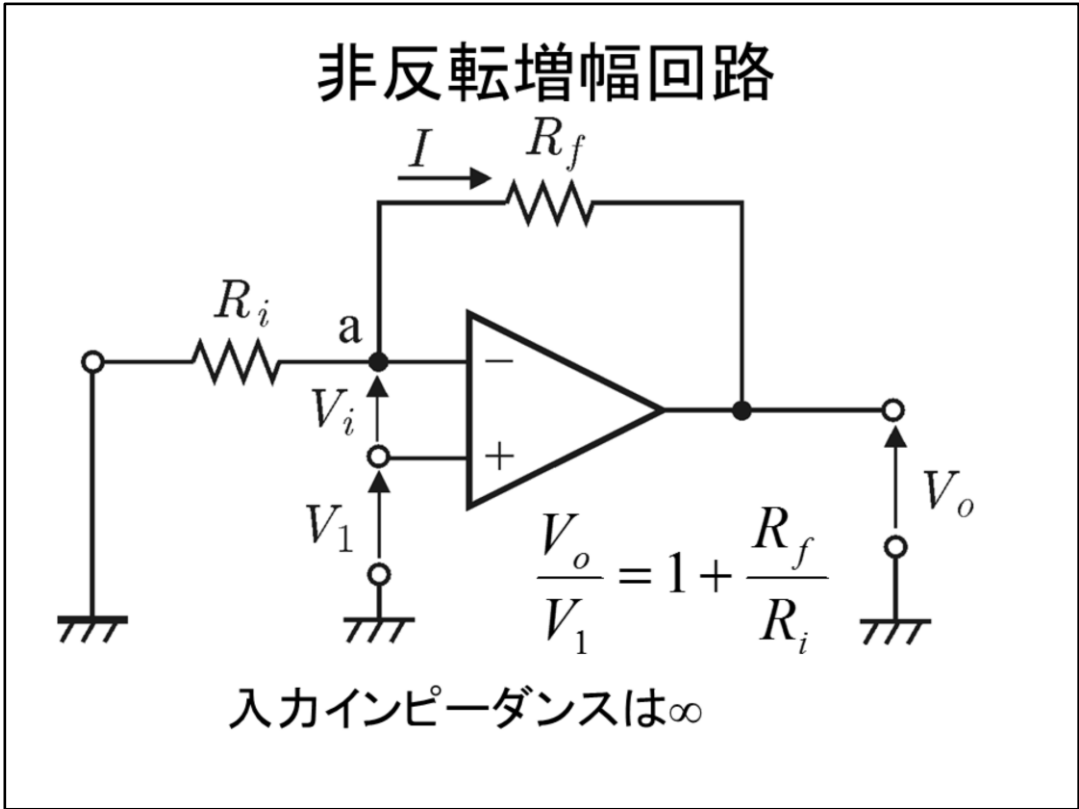 非反転増幅回路
I
R_f
R_i
a
V_i
−
+
V_1
V_o
V_o/V_1 = 1 + R_f/R_i
入力インピーダンスは∞